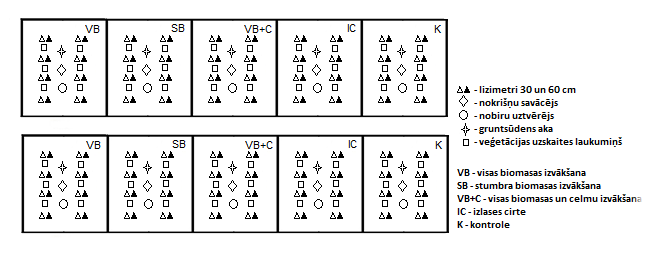 VB SB VB+C IC K
VB SB VB+C IC K
- lizimetri 30 un 60 cm
- nokrišņu savācējs
- nobiru uztvērējs
- gruntsūdens aka
- veģetācijas uzskaites laukumiņš
VB - visas biomasas izvākšana
SB - stumbra biomasas izvākšana
VB+C - visas biomasas un celmu izvākšana
IC - izlases cirte
K - kontrole